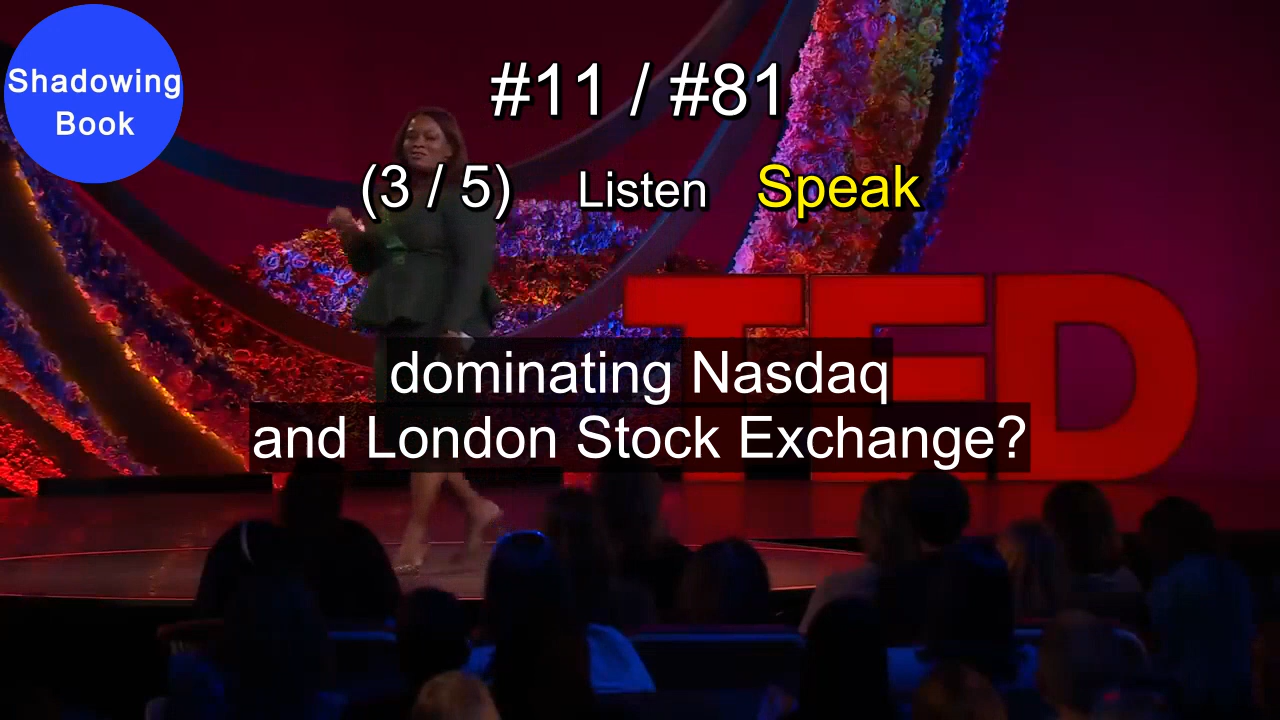 Shadowing
Book
#11 / #81
(3 / 5) Listen Speak
dominating Nasdaq
and London Stock Exchange?
TED